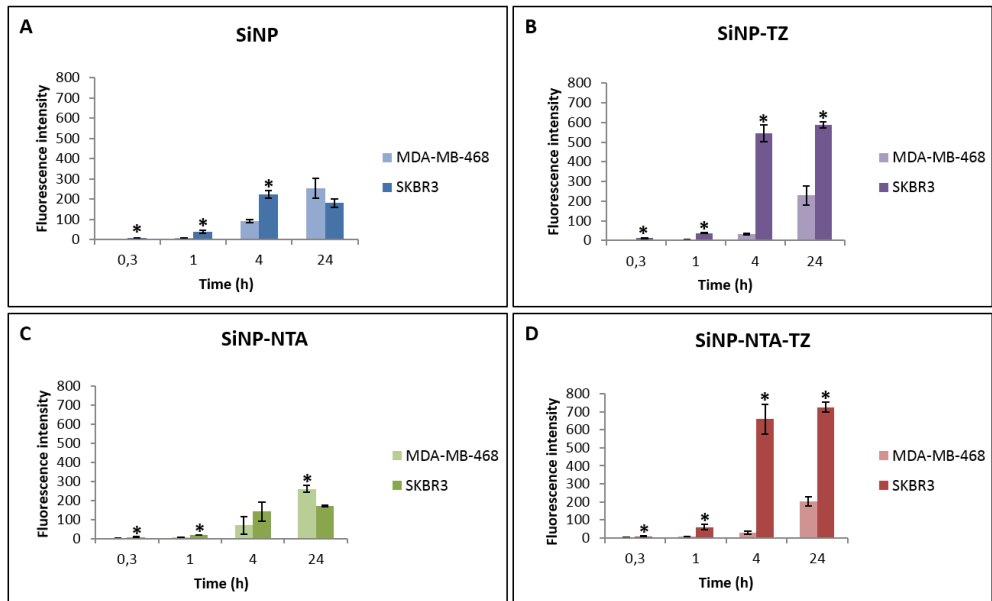 A
SiNP
Fluorescence intensity
800
700
600
500
400
300
200
100
0
*
*
*
0,3 1 4 24
Time (h)
MDA-MB-468
SKBR3
B
SiNP-TZ
Fluorescence intensity
800
700
600
500
400
300
200
100
0
*
*
*
*
0,3 1 4 24
Time (h)
MDA-MB-468
SKBR3
C
SiNP-NTA
Fluorescence intensity
800
700
600
500
400
300
200
100
0
*
*
*
0,3 1 4 24
Time (h)
MDA-MB-468
SKBR3
D
SiNP-NTA-TZ
Fluorescence intensity
800
700
600
500
400
300
200
100
0
*
*
*
*
0,3 1 4 24
Time (h)
MDA-MB-468
SKBR3